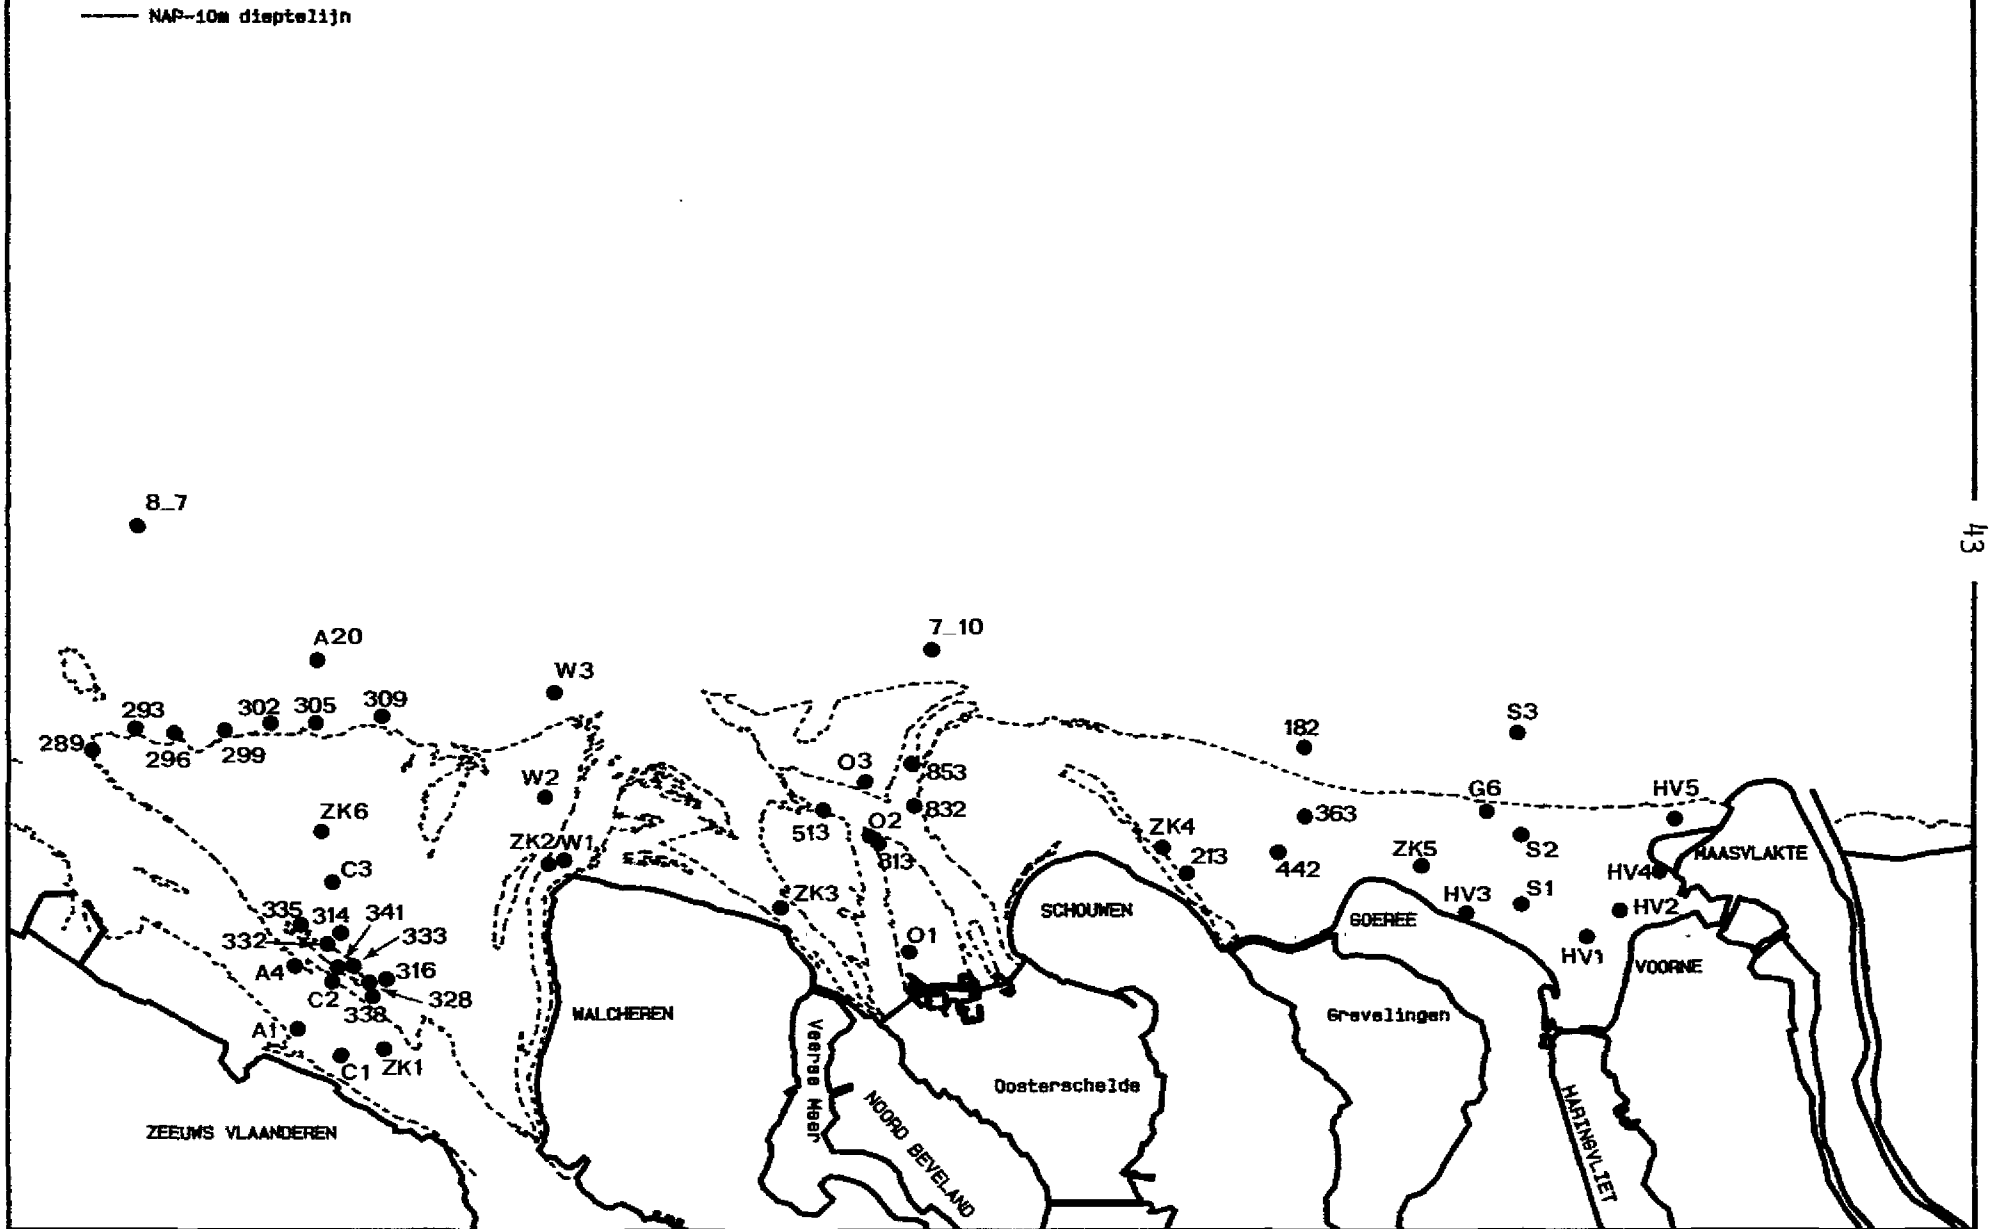 NAP-10m dieptelijn
43
8_7
A20
7_10
W3
293
302
305
309
S3
289
296
299
182
W2
O3
853
G6
HV5
ZK6
513
O2
832
363
ZK2/W1
813
ZK4
213
442
ZK5
S2
MAASVLAKTE
C3
ZK3
HV4
335
314
341
SCHOUWEN
GOEREE
HV3
S1
HV2
332
333
O1
A4
316
HV1
VOORNE
C2
328
338
WALCHEREN
Grevelingen
A1
Veerse Meer
C1
ZK1
Oosterschelde
ZEEUWS VLAANDEREN
NOORD BEVELAND
HARINGVLIET